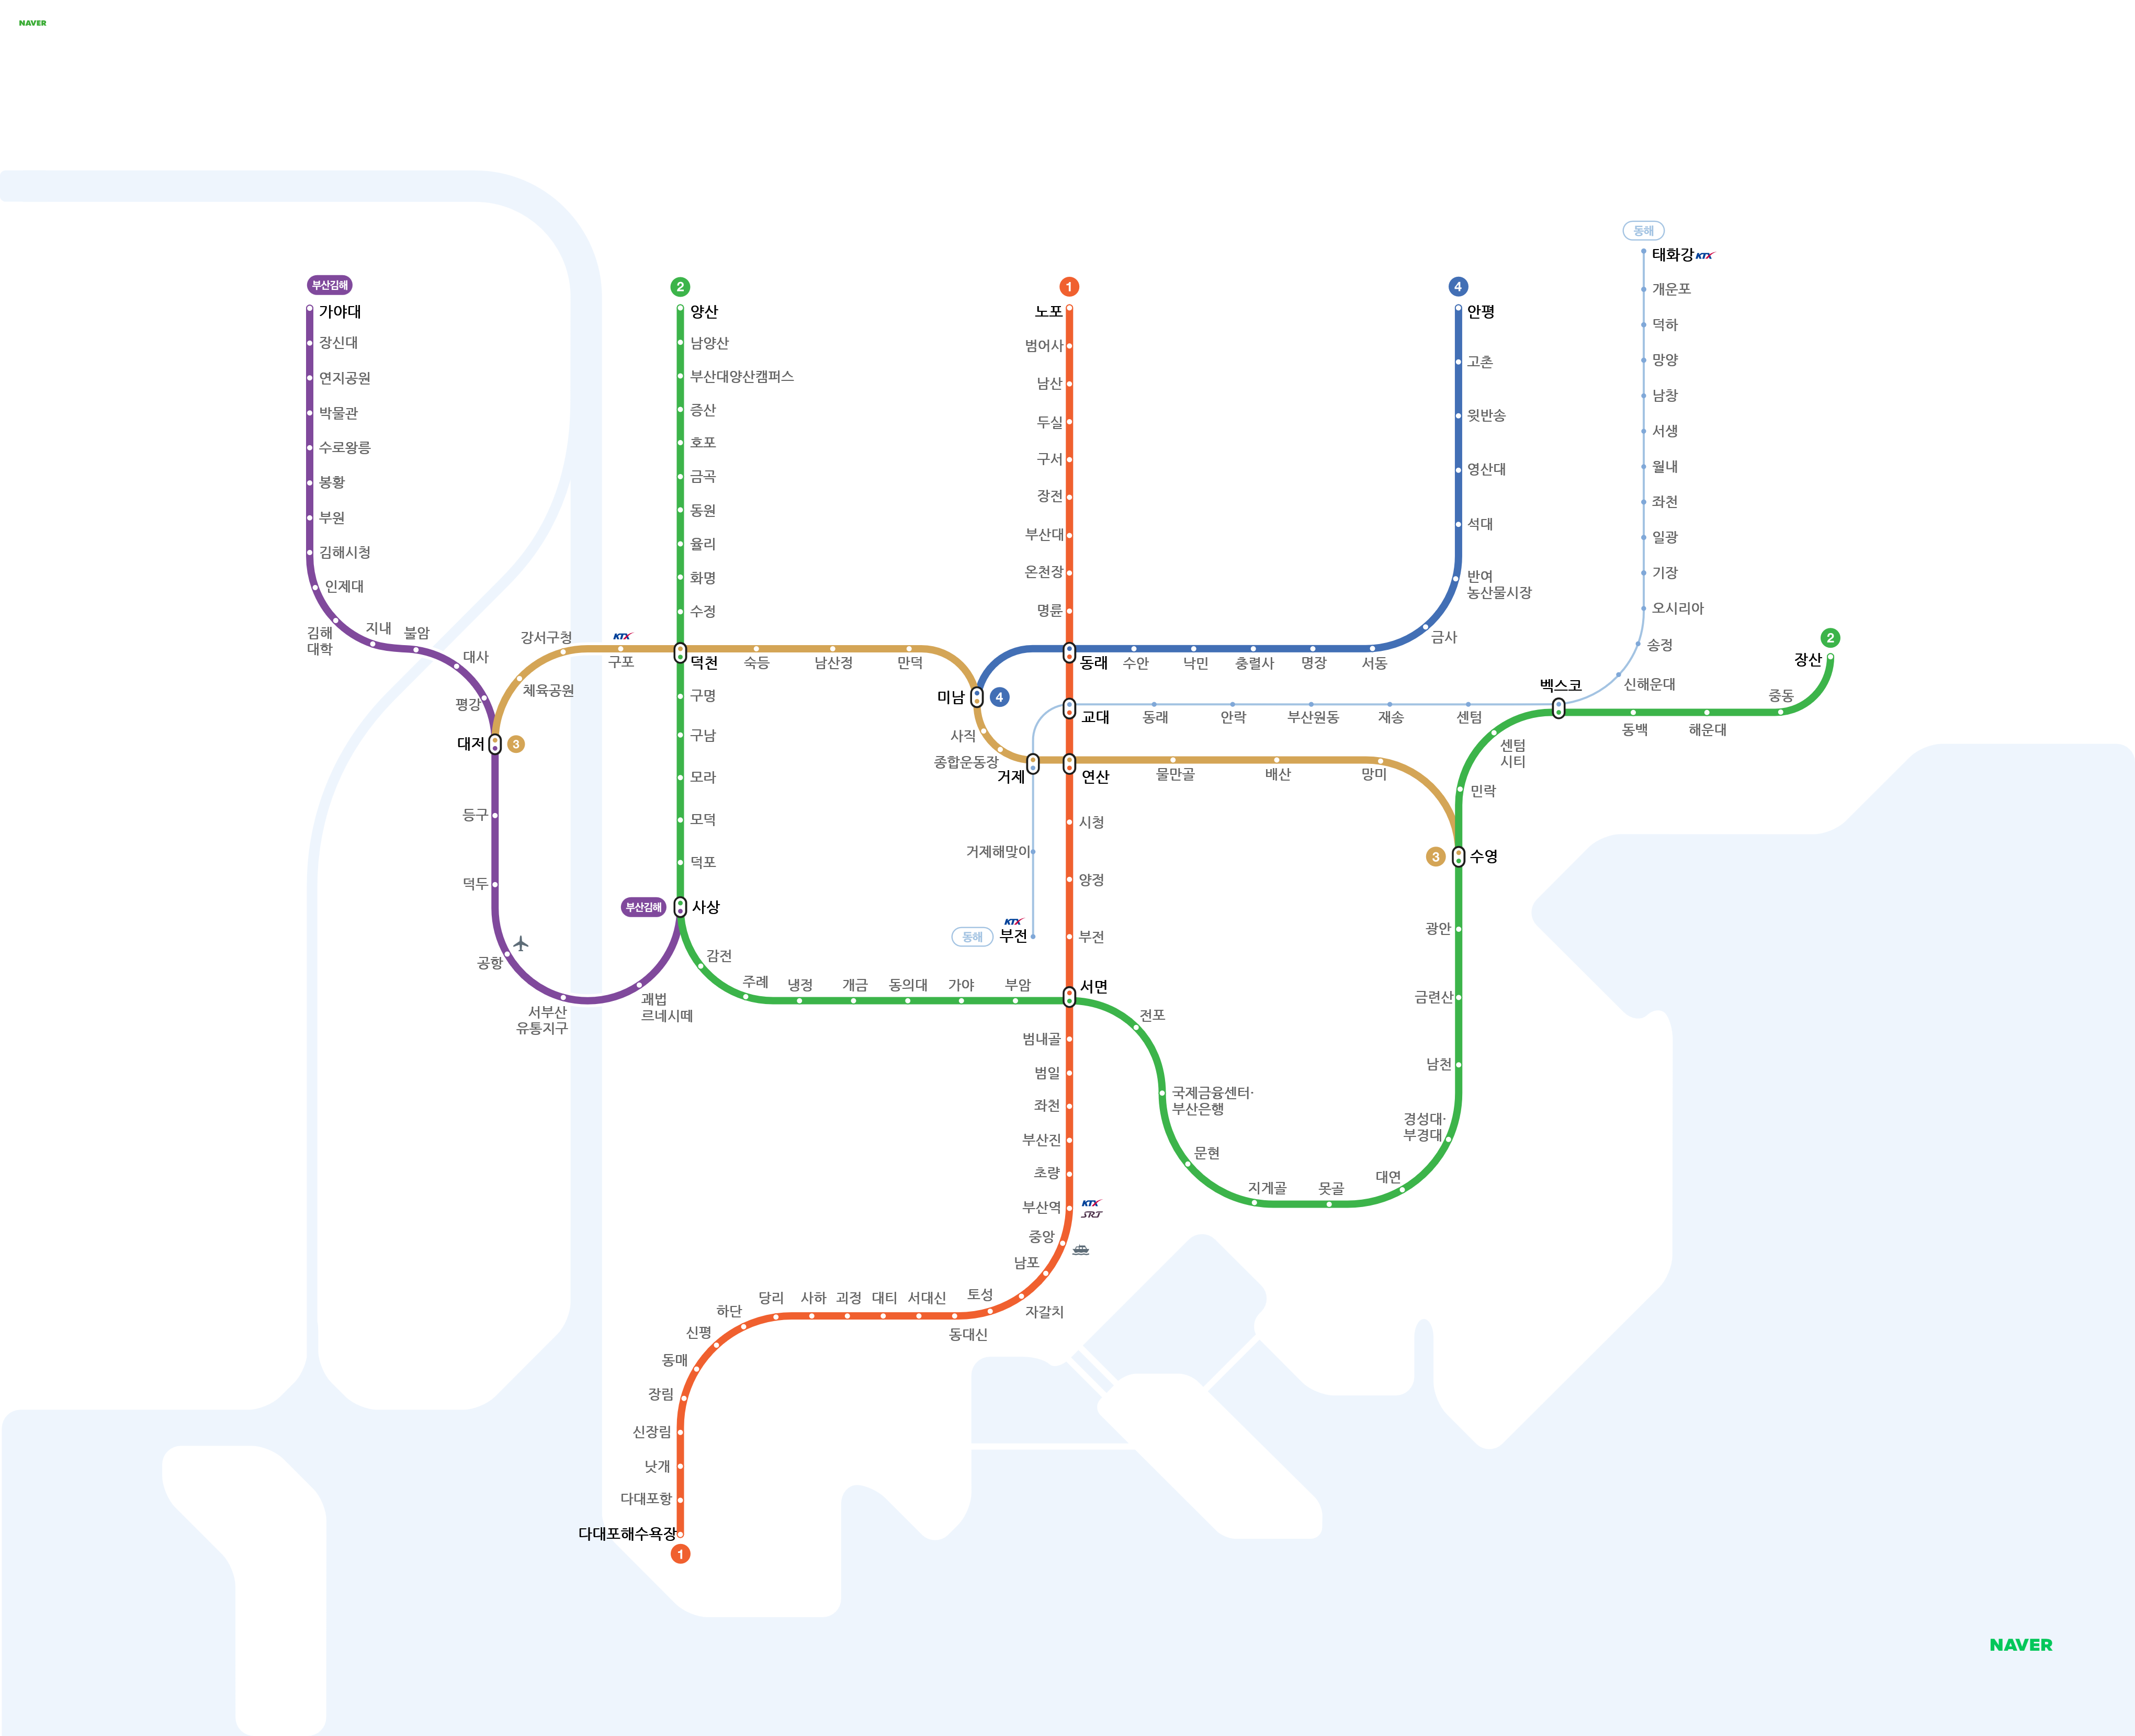 NAVER
동해
태화강 KTX
개운포
덕하
망양
남창
서생
월내
좌천
일광
기장
오시리아
송정
신해운대
벡스코
센텀
재송
부산원동
안락
동래
교대
거제
거제해맞이
KTX
부전
동해
부산김해
가야대
장신대
연지공원
박물관
수로왕릉
봉황
부원
김해시청
인제대
김해
대학
지내
불암
대사
평강
대저
등구
덕두
공항
서부산
유통지구
괘법
르네시떼
부산김해
사상
2
양산
남양산
부산대양산캠퍼스
증산
호포
금곡
동원
율리
화명
수정
덕천
구명
구남
모라
모덕
덕포
감전
주례
냉정
개금
동의대
가야
부암
서면
전포
국제금융센터·
부산은행
문현
지게골
못골
대연
경성대·
부경대
남천
금련산
광안
수영
민락
센텀
시티
동백
해운대
중동
장산
2
1
노포
범어사
남산
두실
구서
장전
부산대
온천장
명륜
동래
연산
시청
양정
부전
범내골
범일
좌천
부산진
초량
부산역
KTX
SRT
중앙
남포
자갈치
토성
동대신
서대신
대티
괴정
사하
당리
하단
신평
동매
장림
신장림
낫개
다대포항
다대포해수욕장
1
4
안평
고촌
윗반송
영산대
석대
반여
농산물시장
금사
서동
명장
충렬사
낙민
수안
미남
4
3
체육공원
강서구청
KTX
구포
숙등
남산정
만덕
사직
종합운동장
물만골
배산
망미
3
NAVER